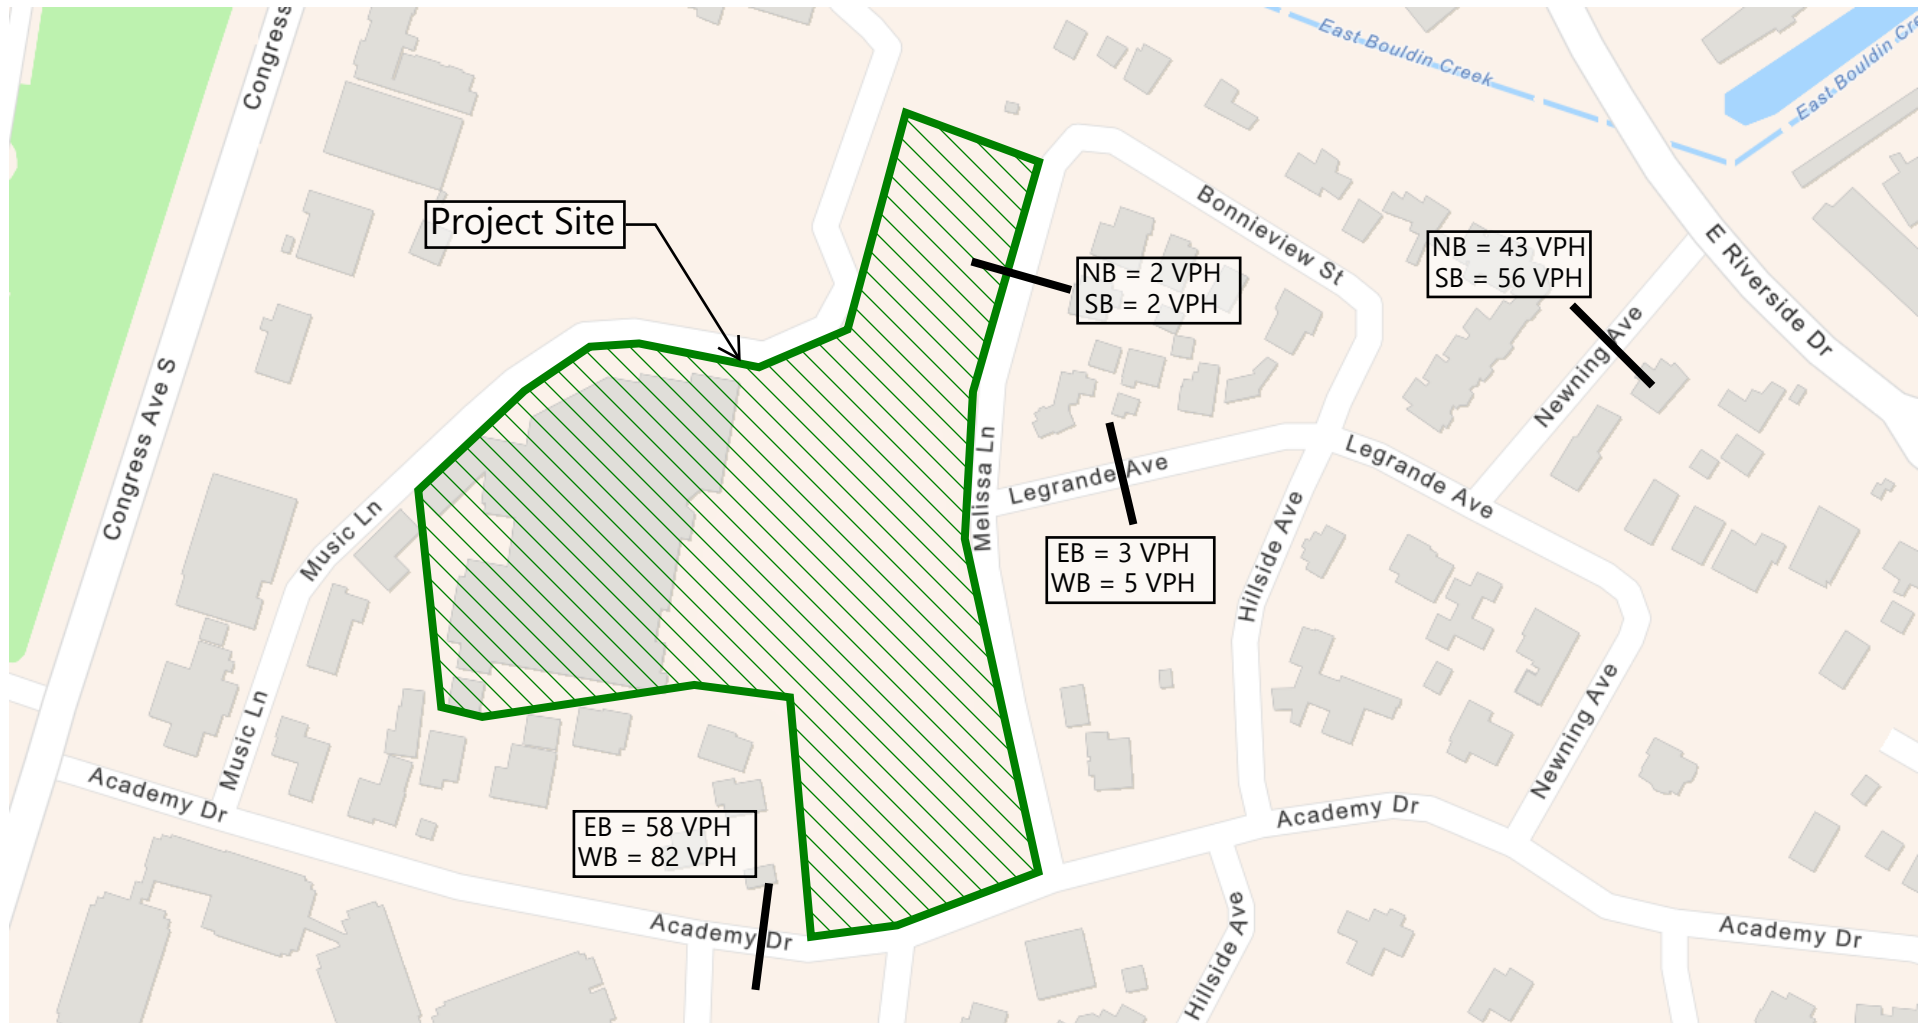 Congress
East Bouldin Creek
East Bouldin Cre
Project Site
Bonnieview St
NB = 2 VPH
SB = 2 VPH
NB = 43 VPH
SB = 56 VPH
E Riverside Dr
Newning Ave
Congress Ave S
Music Ln
Melissa Ln
Legrande Ave
Legrande Ave
Hillside Ave
EB = 3 VPH
WB = 5 VPH
Music Ln
Newning Ave
Academy Dr
Academy Dr
EB = 58 VPH
WB = 82 VPH
Academy Dr
Hillside Ave
Academy Dr